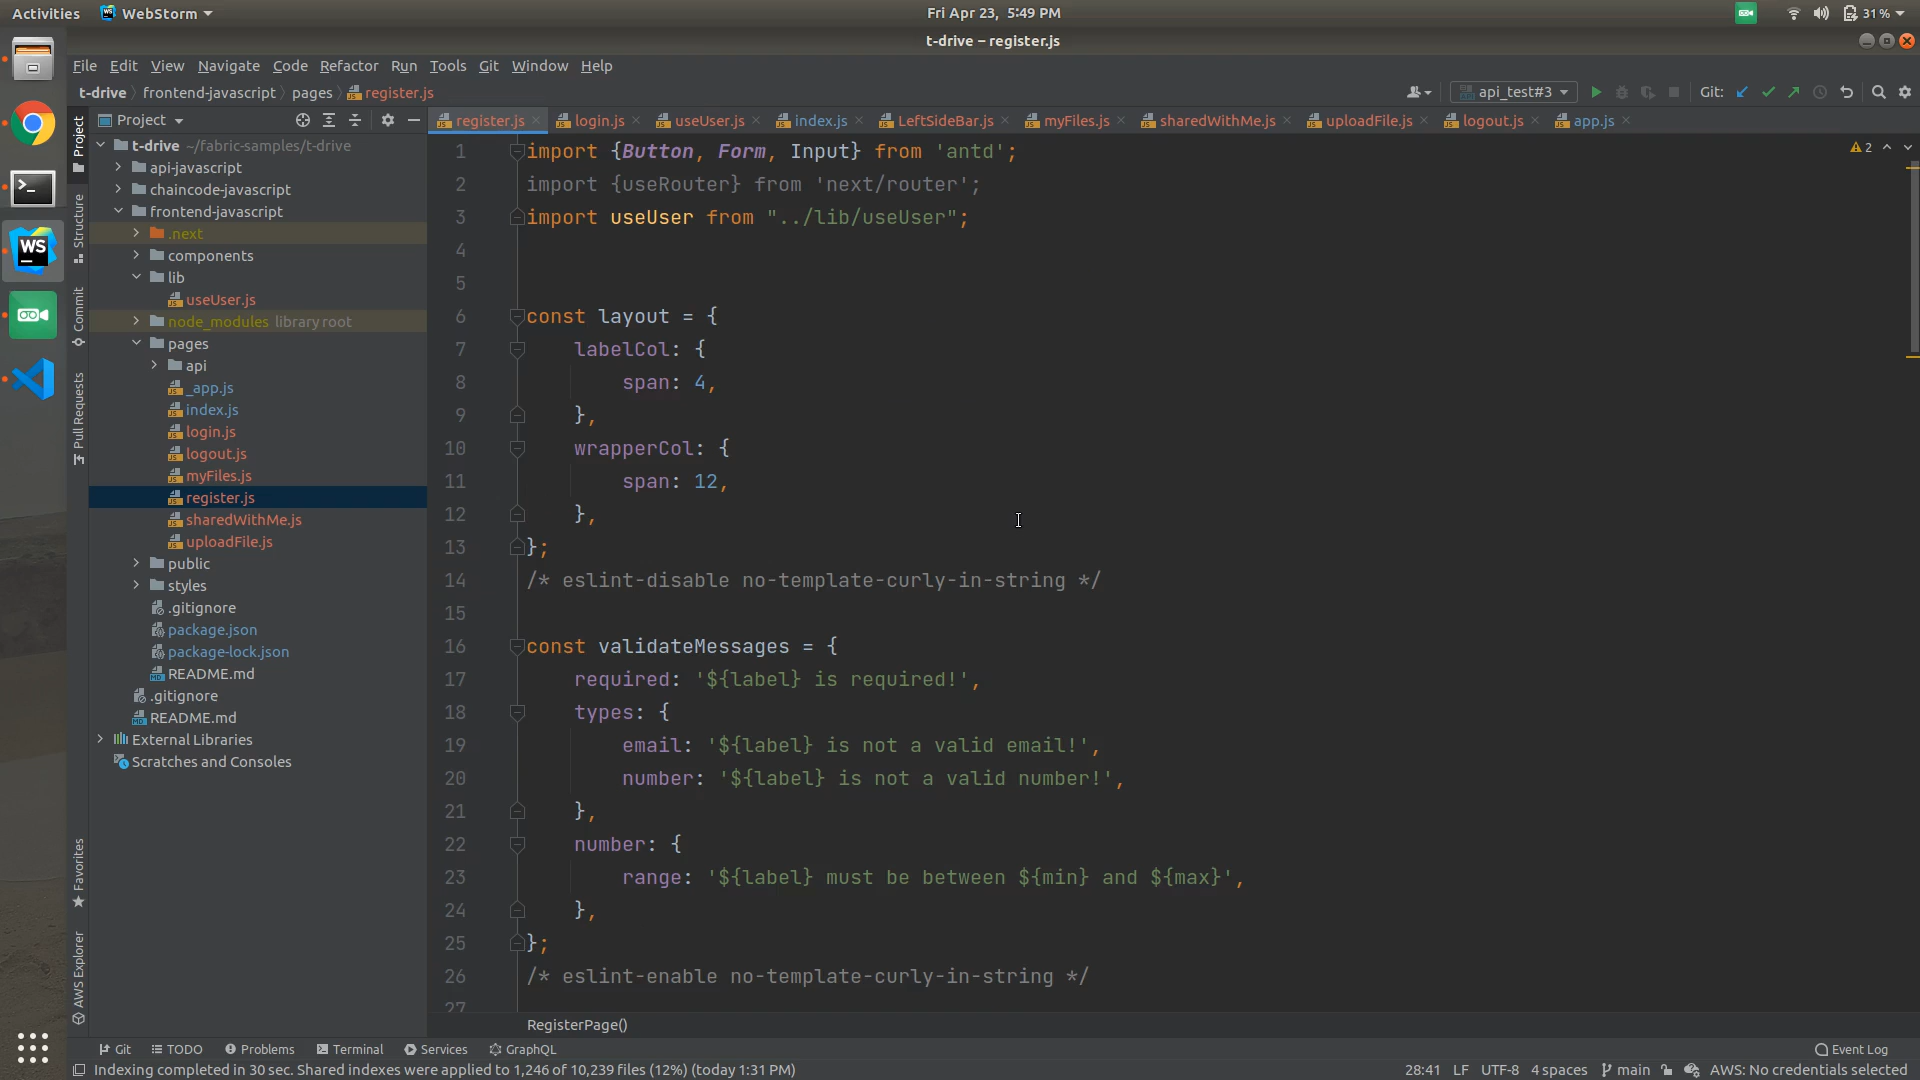 Activities WebStorm Fri Apr 23, 5:49 PM 31%
t-drive – register.js
File Edit View Navigate Code Refactor Run Tools Git Window Help
t-drive frontend-javascript pages register.js api_test#3 Git:
Project register.js login.js useUser.js index.js LeftSideBar.js myFiles.js sharedWithMe.js uploadFile.js logout.js app.js
Project
Structure
Commit
Pull Requests
Favorites
AWS Explorer
t-drive ~/fabric-samples/t-drive
api-javascript
chaincode-javascript
frontend-javascript
.next
components
lib
useUser.js
node_modules library root
pages
api
_app.js
index.js
login.js
logout.js
myFiles.js
register.js
sharedWithMe.js
uploadFile.js
public
styles
.gitignore
package.json
package-lock.json
README.md
.gitignore
README.md
External Libraries
Scratches and Consoles
2
1 import {Button, Form, Input} from 'antd';
2 import {useRouter} from 'next/router';
3 import useUser from "../lib/useUser";
4
5
6 const layout = {
7 labelCol: {
8 span: 4,
9 },
10 wrapperCol: {
11 span: 12,
12 },
13 };
14 /* eslint-disable no-template-curly-in-string */
15
16 const validateMessages = {
17 required: '${label} is required!',
18 types: {
19 email: '${label} is not a valid email!',
20 number: '${label} is not a valid number!',
21 },
22 number: {
23 range: '${label} must be between ${min} and ${max}',
24 },
25 };
26 /* eslint-enable no-template-curly-in-string */
27
RegisterPage()
Git TODO Problems Terminal Services GraphQL Event Log
Indexing completed in 30 sec. Shared indexes were applied to 1,246 of 10,239 files (12%) (today 1:31 PM) 28:41 LF UTF-8 4 spaces main AWS: No credentials selected